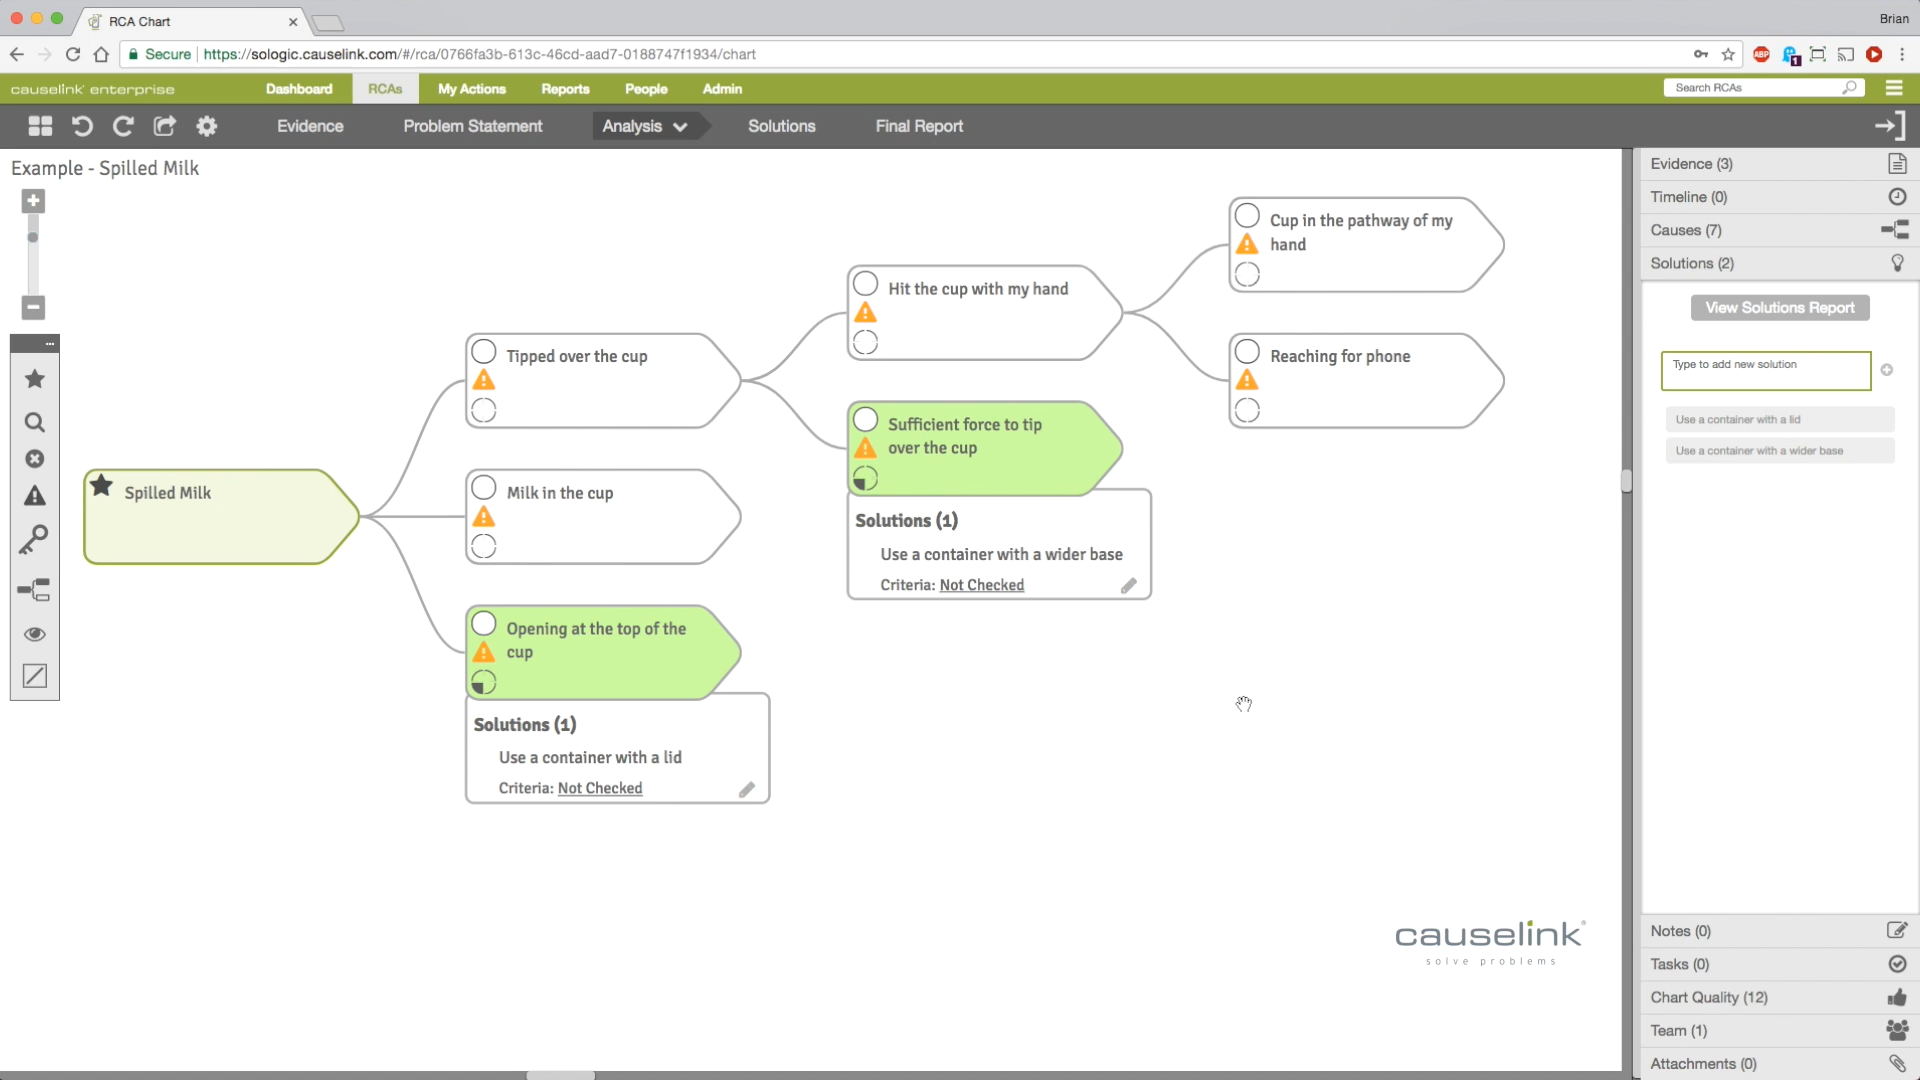 RCA Chart
Brian
Secure
https://sologic.causelink.com/#/rca/0766fa3b-613c-46cd-aad7-0188747f1934/chart
ABP
1
causelink enterprise
Dashboard
RCAs
My Actions
Reports
People
Admin
Search RCAs
Evidence
Problem Statement
Analysis
Solutions
Final Report
Example - Spilled Milk
Spilled Milk
Tipped over the cup
Milk in the cup
Opening at the top of the
cup
Solutions (1)
Use a container with a lid
Criteria: Not Checked
Hit the cup with my hand
Sufficient force to tip
over the cup
Solutions (1)
Use a container with a wider base
Criteria: Not Checked
Cup in the pathway of my
hand
Reaching for phone
causelink
solve problems
Evidence (3)
Timeline (0)
Causes (7)
Solutions (2)
View Solutions Report
Type to add new solution
Use a container with a lid
Use a container with a wider base
Notes (0)
Tasks (0)
Chart Quality (12)
Team (1)
Attachments (0)